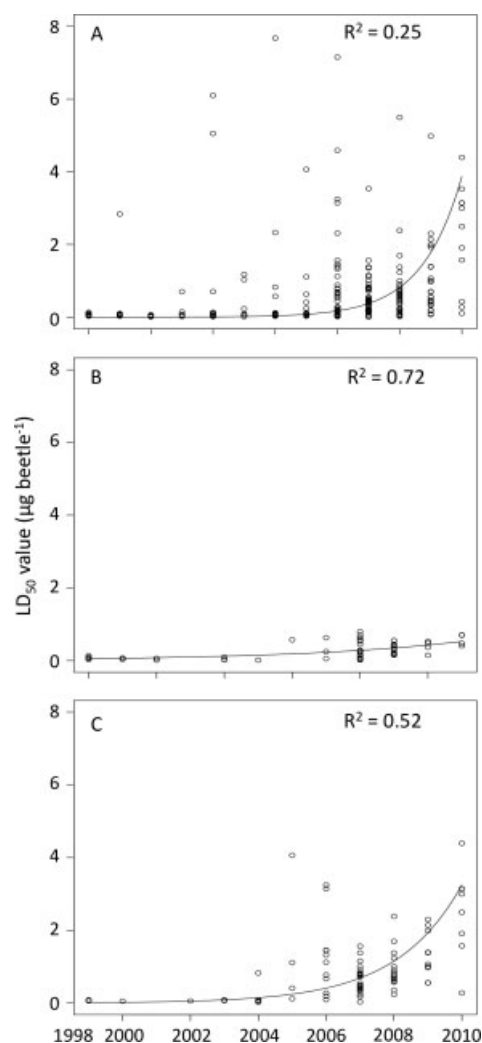 A
R² = 0.25
8
6
4
2
0
B
R² = 0.72
8
6
4
2
0
LD₅₀ value (µg beetle⁻¹)
C
R² = 0.52
8
6
4
2
0
1998 2000 2002 2004 2006 2008 2010